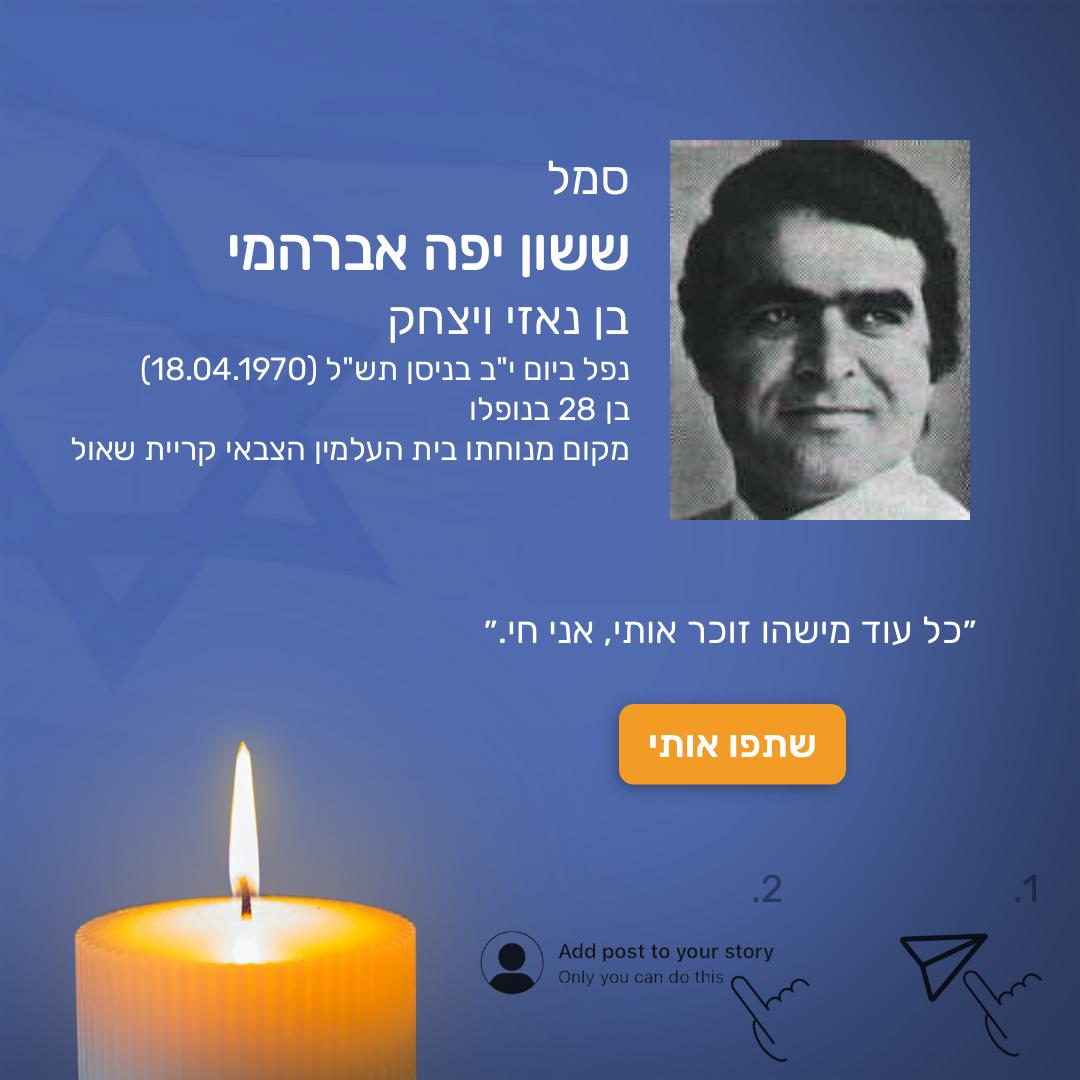 סמל
ששון יפה אברהמי
בן נאזי ויצחק
נפל ביום י"ב בניסן תש"ל (18.04.1970)
בן 28 בנופלו
מקום מנוחתו בית העלמין הצבאי קריית שאול
״כל עוד מישהו זוכר אותי, אני חי.״
שתפו אותי
1.
2.
Add post to your story
Only you can do this